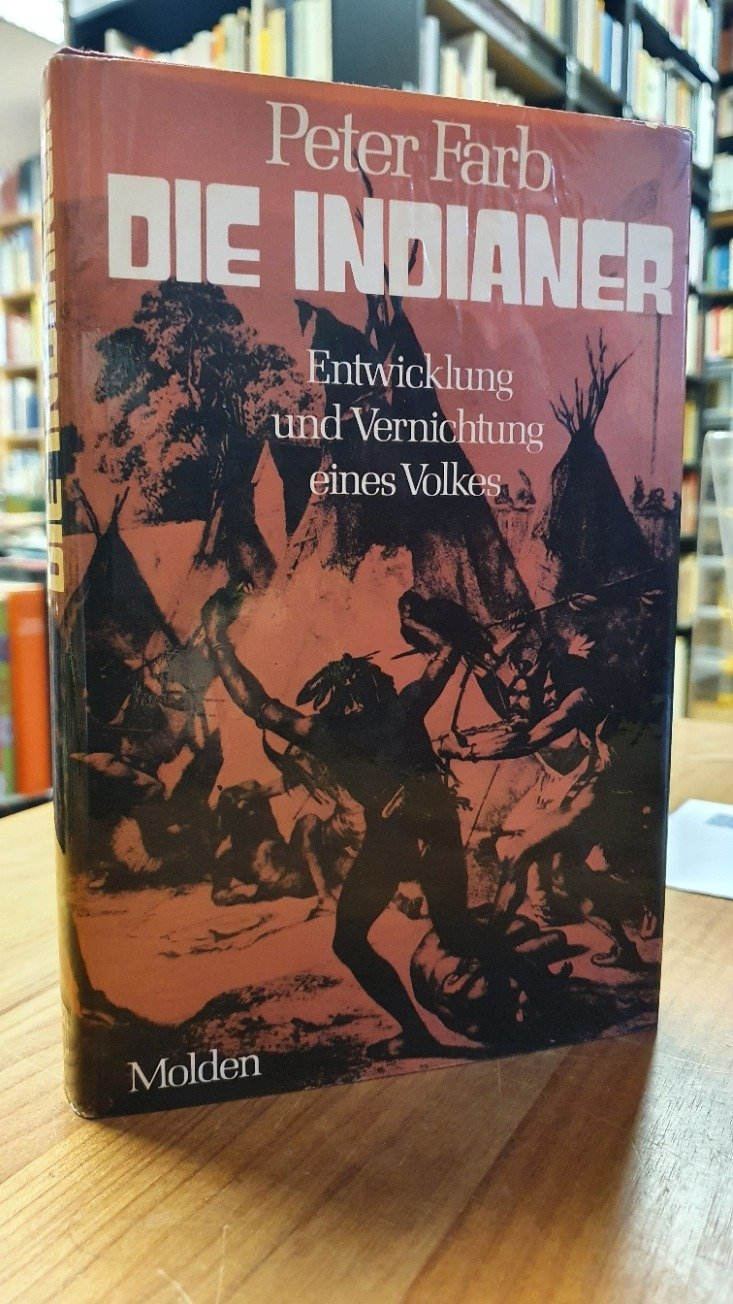 Peter Farb
DIE INDIANER
Entwicklung
und Vernichtung
eines Volkes
Molden